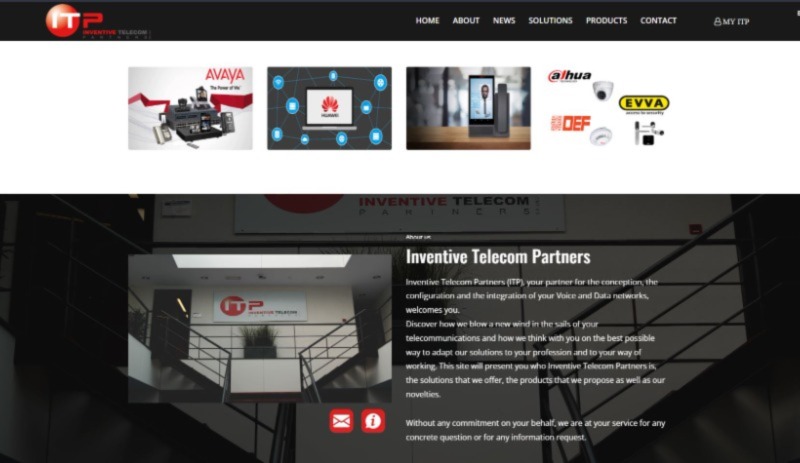 ITP
INVENTIVE TELECOM
PARTNERS
HOME ABOUT NEWS SOLUTIONS PRODUCTS CONTACT MY ITP
AVAYA
The Power of We
HUAWEI
alhua
EVVA
access to security
DEF
INVENTIVE TELECOM
PARTNERS
About us
Inventive Telecom Partners
ITP
INVENTIVE TELECOM
Inventive Telecom Partners (ITP), your partner for the conception, the
configuration and the integration of your Voice and Data networks,
welcomes you.
Discover how we blow a new wind in the sails of your
telecommunications and how we think with you on the best possible
way to adapt our solutions to your profession and to your way of
working. This site will present you who Inventive Telecom Partners is,
the solutions that we offer, the products that we propose as well as our
novelties.
Without any commitment on your behalf, we are at your service for any
concrete question or for any information request.